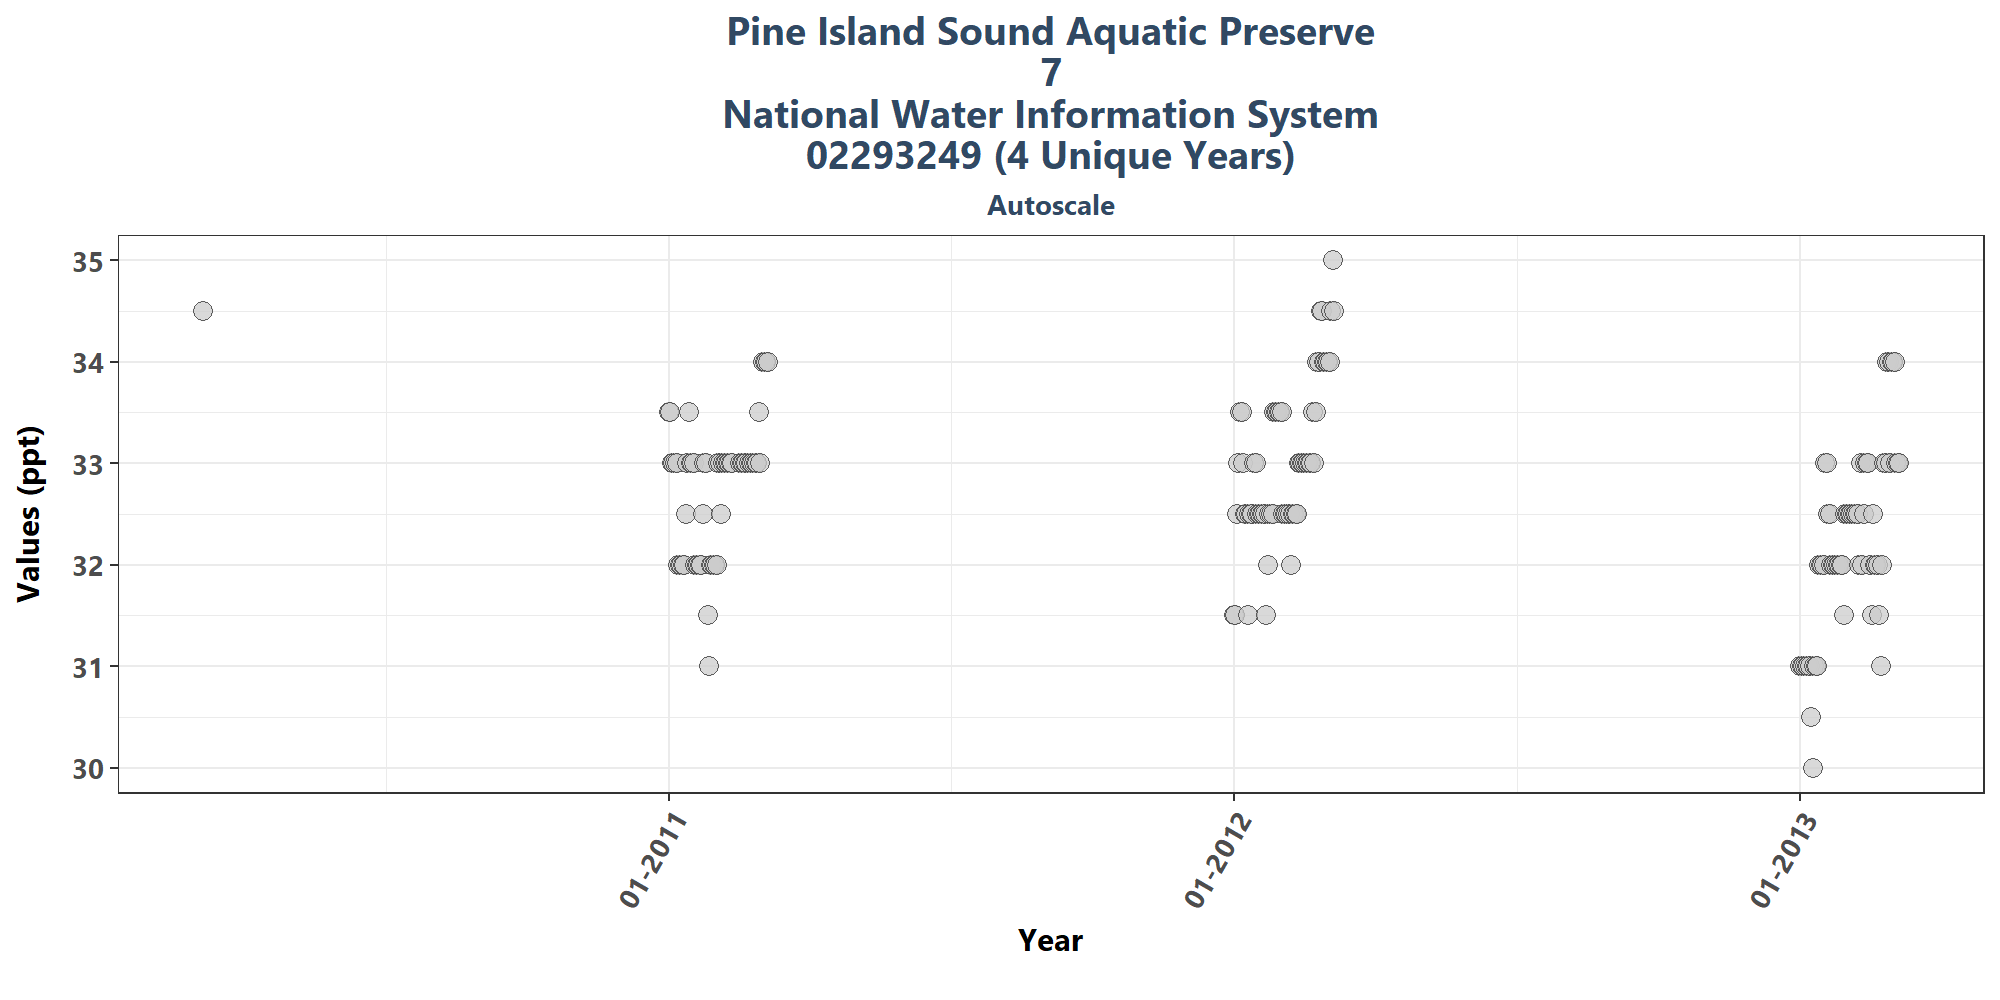 Pine Island Sound Aquatic Preserve
7
National Water Information System
02293249 (4 Unique Years)
Autoscale
35
34
33
32
31
30
Values (ppt)
01-2011
01-2012
01-2013
Year